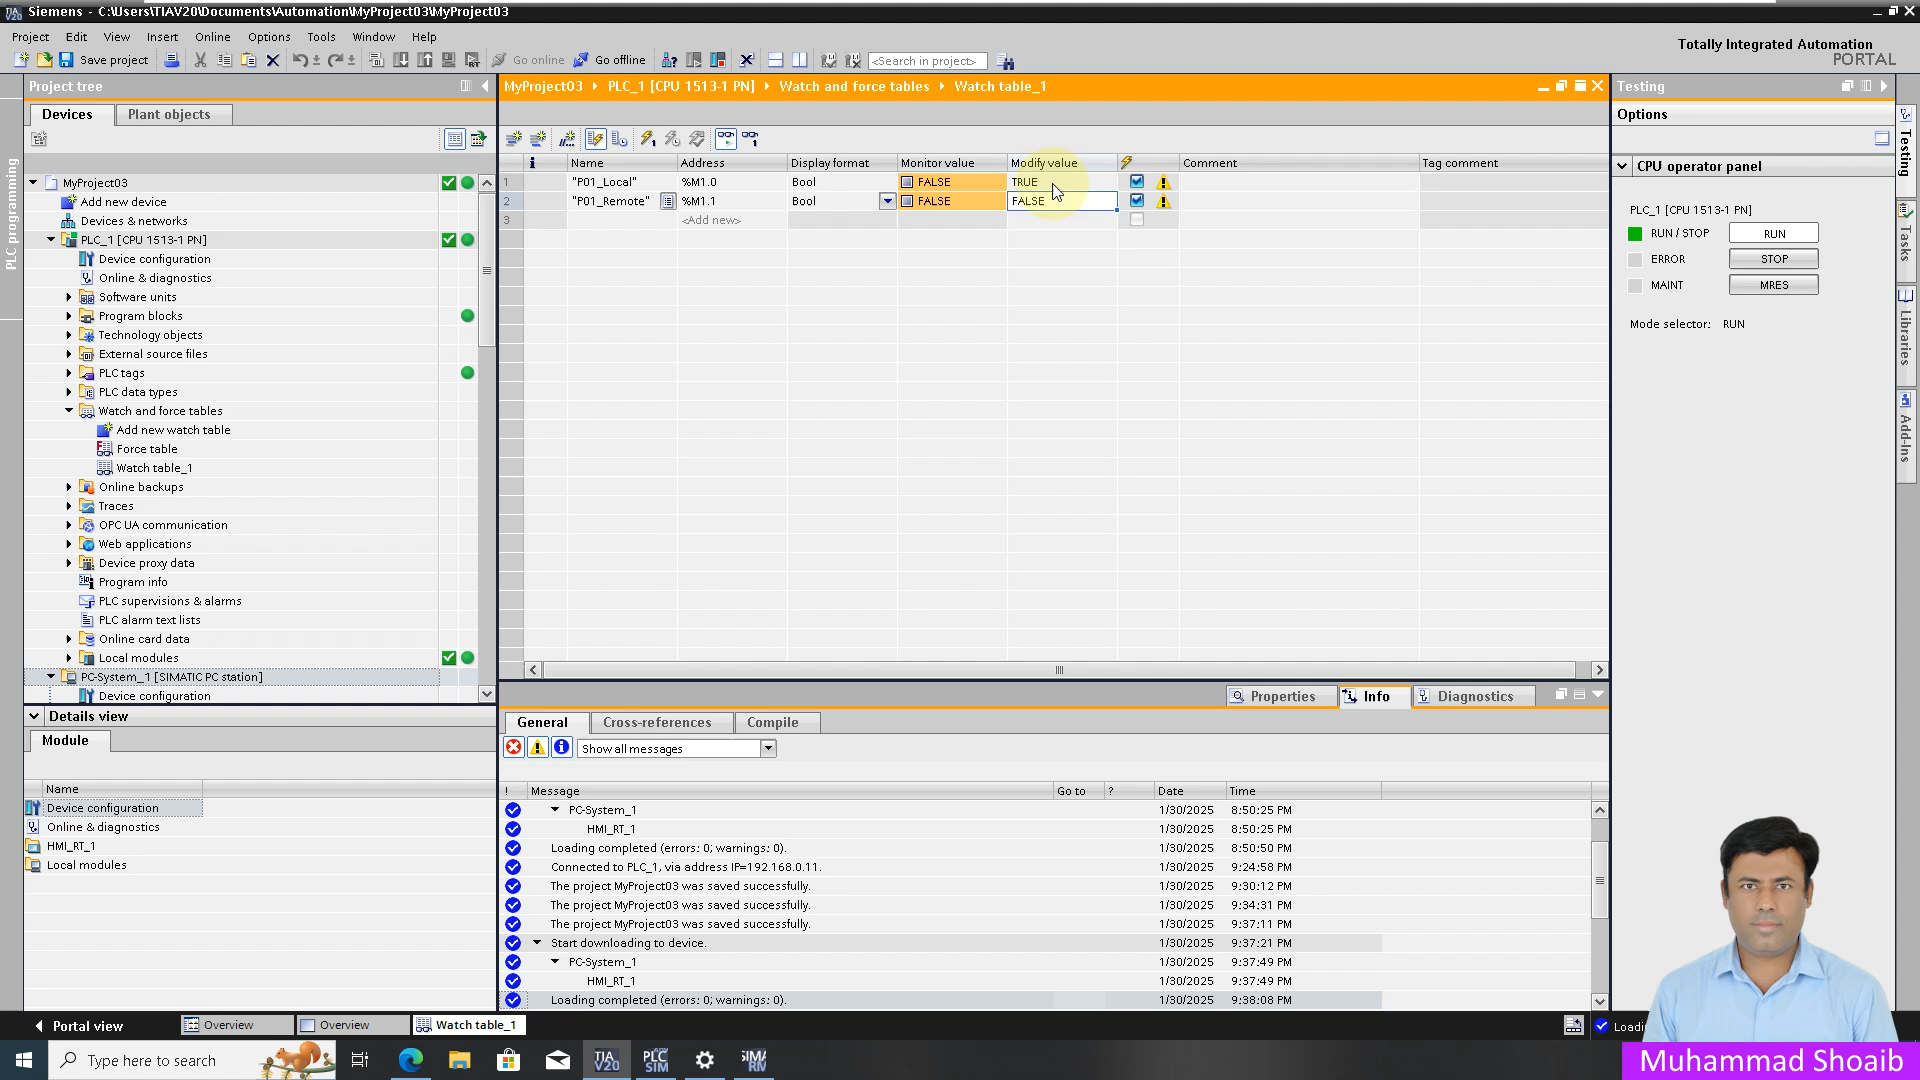 Siemens - C:\Users\TIAV20\Documents\Automation\MyProject03\MyProject03
Project Edit View Insert Online Options Tools Window Help
Totally Integrated Automation
PORTAL
Save project
Go online
Go offline
<Search in project>
Project tree
MyProject03 PLC_1 [CPU 1513-1 PN] Watch and force tables Watch table_1
Testing
Devices
Plant objects
Options
PLC programming
Testing
Tasks
Libraries
Add-Ins
MyProject03
Add new device
Devices & networks
PLC_1 [CPU 1513-1 PN]
Device configuration
Online & diagnostics
Software units
Program blocks
Technology objects
External source files
PLC tags
PLC data types
Watch and force tables
Add new watch table
Force table
Watch table_1
Online backups
Traces
OPC UA communication
Web applications
Device proxy data
Program info
PLC supervisions & alarms
PLC alarm text lists
Online card data
Local modules
PC-System_1 [SIMATIC PC station]
Device configuration
i Name Address Display format Monitor value Modify value Comment Tag comment
1 "P01_Local" %M1.0 Bool FALSE TRUE
2 "P01_Remote" %M1.1 Bool FALSE FALSE
3 <Add new>
CPU operator panel
PLC_1 [CPU 1513-1 PN]
RUN / STOP RUN
ERROR STOP
MAINT MRES
Mode selector: RUN
Details view
Module
Name
Device configuration
Online & diagnostics
HMI_RT_1
Local modules
Properties Info Diagnostics
General Cross-references Compile
Show all messages
! Message Go to ? Date Time
PC-System_1 1/30/2025 8:50:25 PM
HMI_RT_1 1/30/2025 8:50:25 PM
Loading completed (errors: 0; warnings: 0). 1/30/2025 8:50:50 PM
Connected to PLC_1, via address IP=192.168.0.11. 1/30/2025 9:24:58 PM
The project MyProject03 was saved successfully. 1/30/2025 9:30:12 PM
The project MyProject03 was saved successfully. 1/30/2025 9:34:31 PM
The project MyProject03 was saved successfully. 1/30/2025 9:37:11 PM
Start downloading to device. 1/30/2025 9:37:21 PM
PC-System_1 1/30/2025 9:37:49 PM
HMI_RT_1 1/30/2025 9:37:49 PM
Loading completed (errors: 0; warnings: 0). 1/30/2025 9:38:08 PM
Portal view Overview Overview Watch table_1
Type here to search
TIA V20
PLC SIM
Muhammad Shoaib